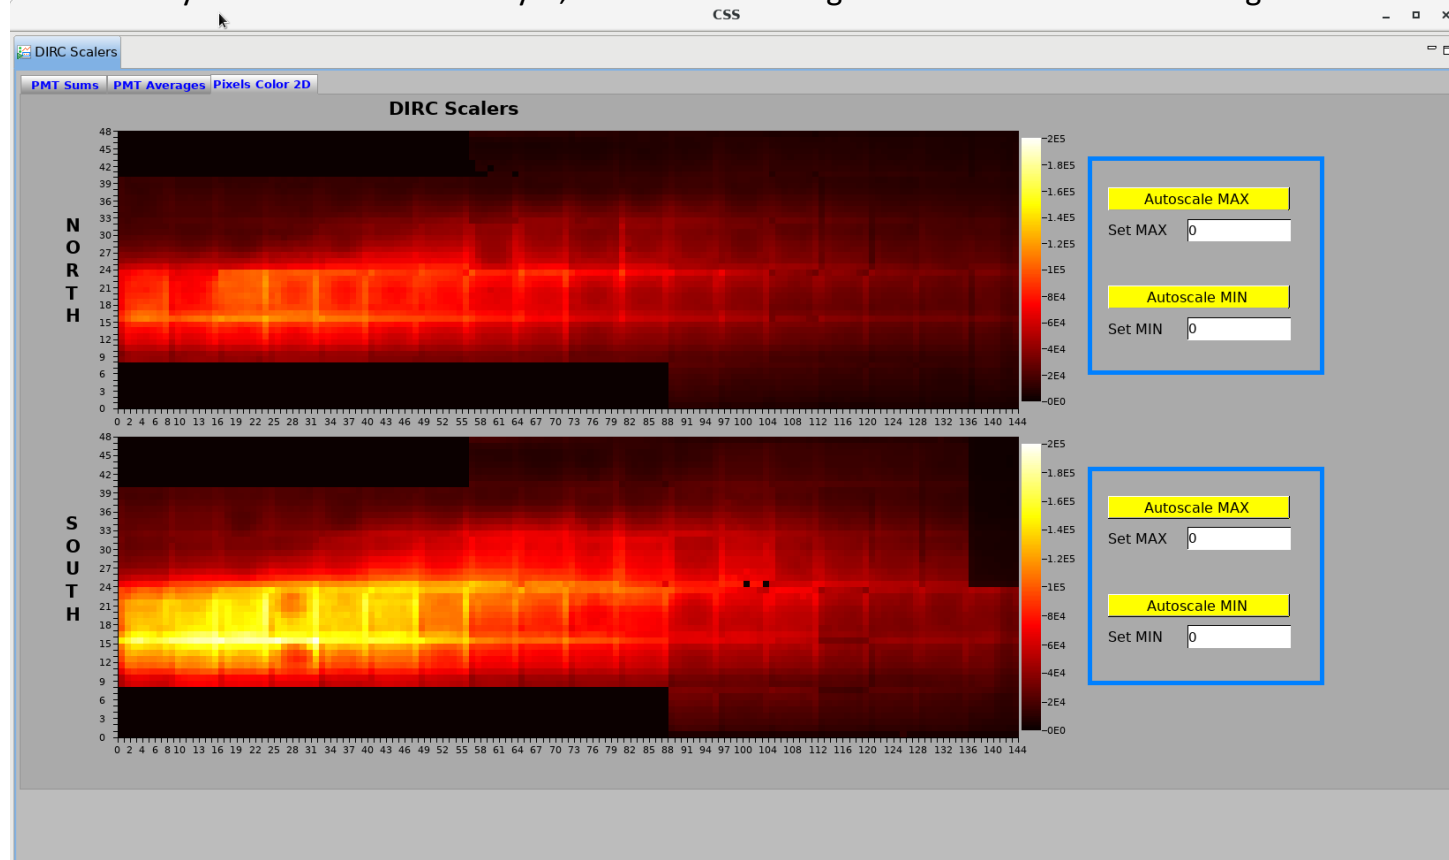 CSS
DIRC Scalers
PMT Sums PMT Averages Pixels Color 2D
DIRC Scalers
NORTH
48
45
42
39
36
33
30
27
24
21
18
15
12
9
6
3
0
0 2 4 6 8 10 13 16 19 22 25 28 31 34 37 40 43 46 49 52 55 58 61 64 67 70 73 76 79 82 85 88 91 94 97 100 104 108 112 116 120 124 128 132 136 140 144
2E5
1.8E5
1.6E5
1.4E5
1.2E5
1E5
8E4
6E4
4E4
2E4
0E0
Autoscale MAX
Set MAX 0
Autoscale MIN
Set MIN 0
SOUTH
48
45
42
39
36
33
30
27
24
21
18
15
12
9
6
3
0
0 2 4 6 8 10 13 16 19 22 25 28 31 34 37 40 43 46 49 52 55 58 61 64 67 70 73 76 79 82 85 88 91 94 97 100 104 108 112 116 120 124 128 132 136 140 144
2E5
1.8E5
1.6E5
1.4E5
1.2E5
1E5
8E4
6E4
4E4
2E4
0E0
Autoscale MAX
Set MAX 0
Autoscale MIN
Set MIN 0